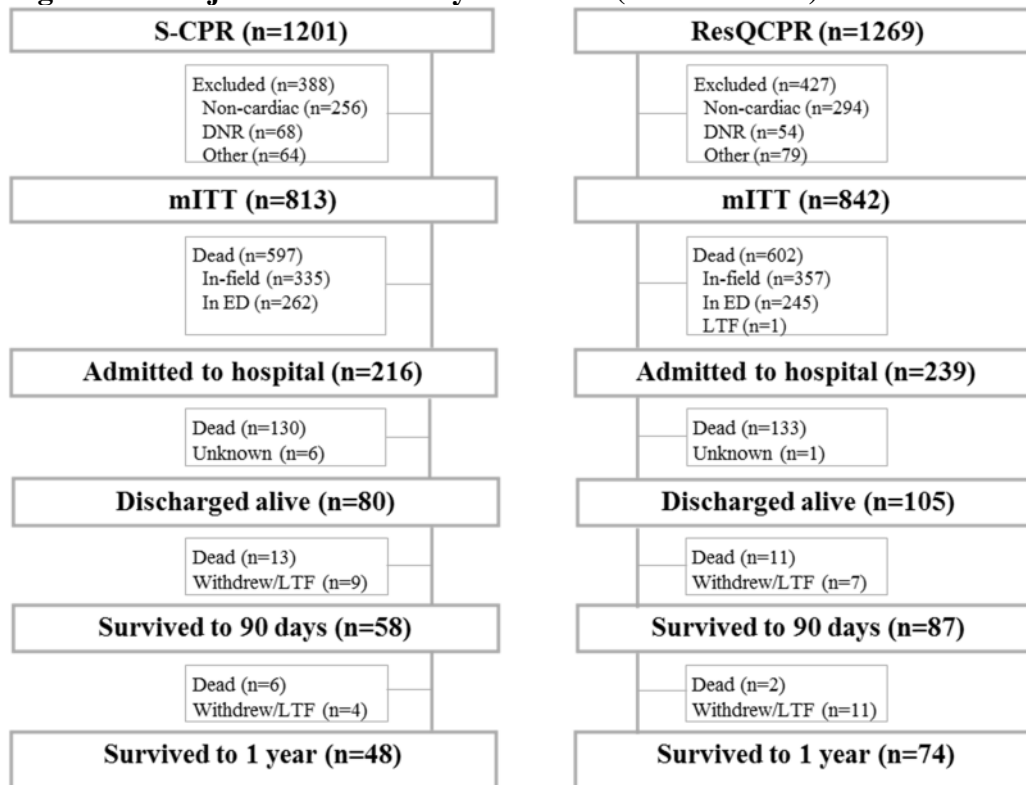 S-CPR (n=1201)
Excluded (n=388)
Non-cardiac (n=256)
DNR (n=68)
Other (n=64)
mITT (n=813)
Dead (n=597)
In-field (n=335)
In ED (n=262)
Admitted to hospital (n=216)
Dead (n=130)
Unknown (n=6)
Discharged alive (n=80)
Dead (n=13)
Withdrew/LTF (n=9)
Survived to 90 days (n=58)
Dead (n=6)
Withdrew/LTF (n=4)
Survived to 1 year (n=48)
ResQCPR (n=1269)
Excluded (n=427)
Non-cardiac (n=294)
DNR (n=54)
Other (n=79)
mITT (n=842)
Dead (n=602)
In-field (n=357)
In ED (n=245)
LTF (n=1)
Admitted to hospital (n=239)
Dead (n=133)
Unknown (n=1)
Discharged alive (n=105)
Dead (n=11)
Withdrew/LTF (n=7)
Survived to 90 days (n=87)
Dead (n=2)
Withdrew/LTF (n=11)
Survived to 1 year (n=74)